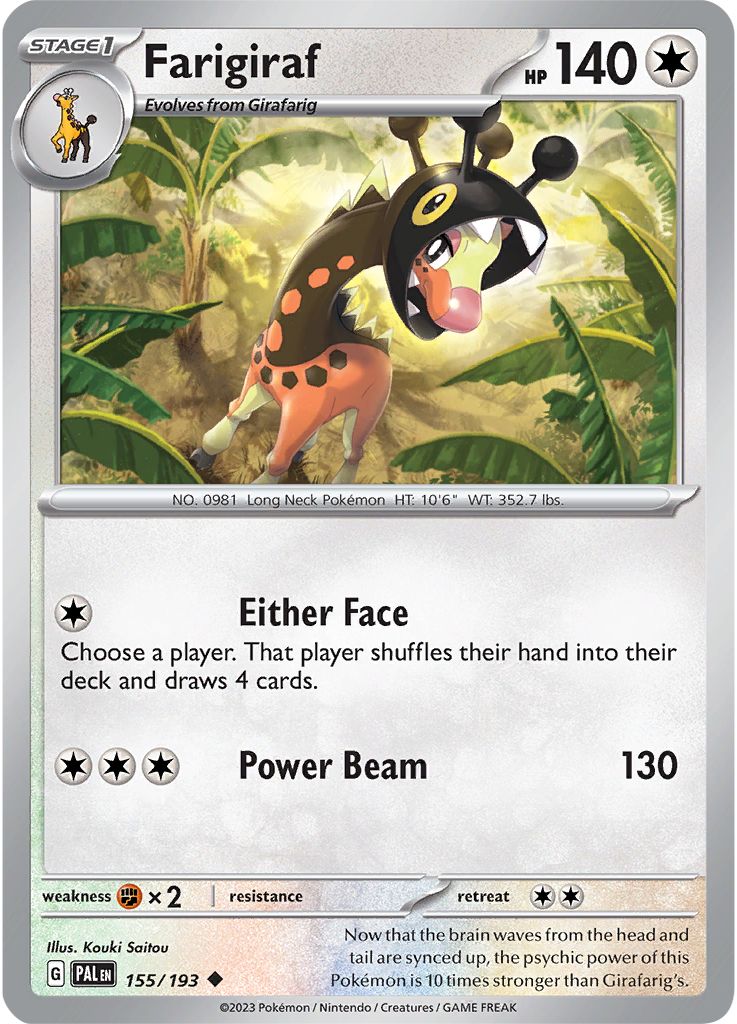 STAGE 1
Farigiraf
HP 140
Evolves from Girafarig
NO. 0981 Long Neck Pokémon HT: 10'6" WT: 352.7 lbs.
Either Face
Choose a player. That player shuffles their hand into their
deck and draws 4 cards.
Power Beam 130
weakness ×2 resistance retreat
Illus. Kouki Saitou
G PAL EN 155/193
Now that the brain waves from the head and
tail are synced up, the psychic power of this
Pokémon is 10 times stronger than Girafarig's.
©2023 Pokémon / Nintendo / Creatures / GAME FREAK